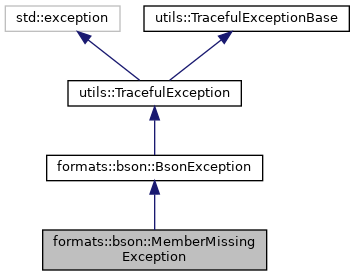 std::exception
utils::TracefulExceptionBase
utils::TracefulException
formats::bson::BsonException
formats::bson::MemberMissing
Exception